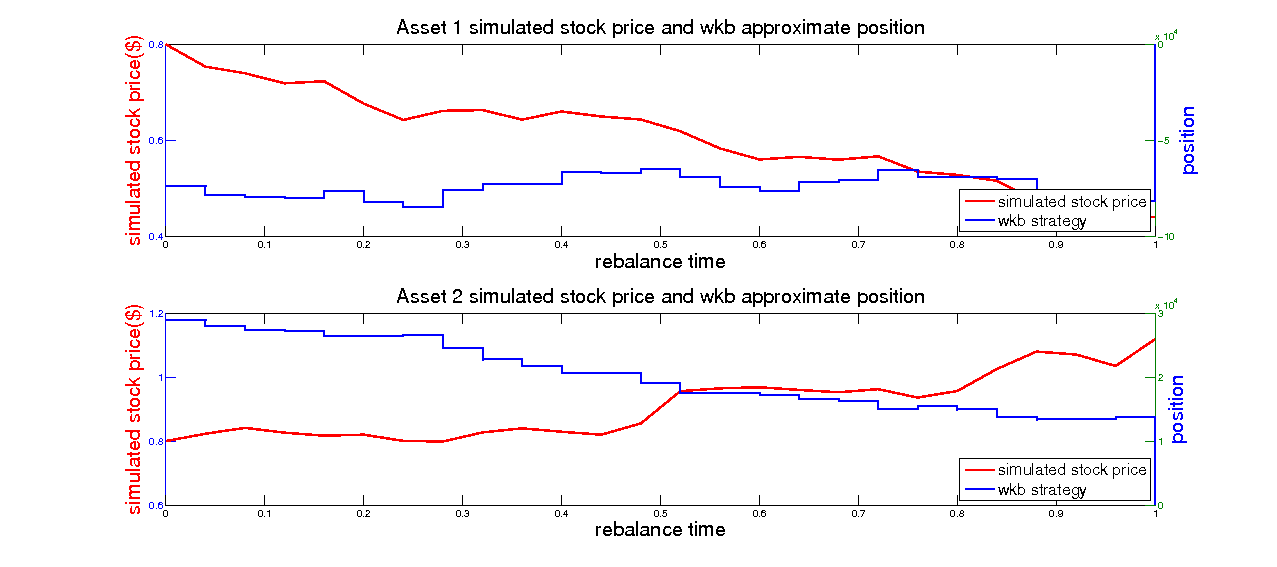 Asset 1 simulated stock price and wkb approximate position
x 10^4
simulated stock price($)
0.8
0.6
0.4
0
-5
-10
position
simulated stock price
wkb strategy
0 0.1 0.2 0.3 0.4 0.5 0.6 0.7 0.8 0.9 1
rebalance time
Asset 2 simulated stock price and wkb approximate position
x 10^4
simulated stock price($)
1.2
1
0.8
0.6
3
2
1
0
position
simulated stock price
wkb strategy
0 0.1 0.2 0.3 0.4 0.5 0.6 0.7 0.8 0.9 1
rebalance time